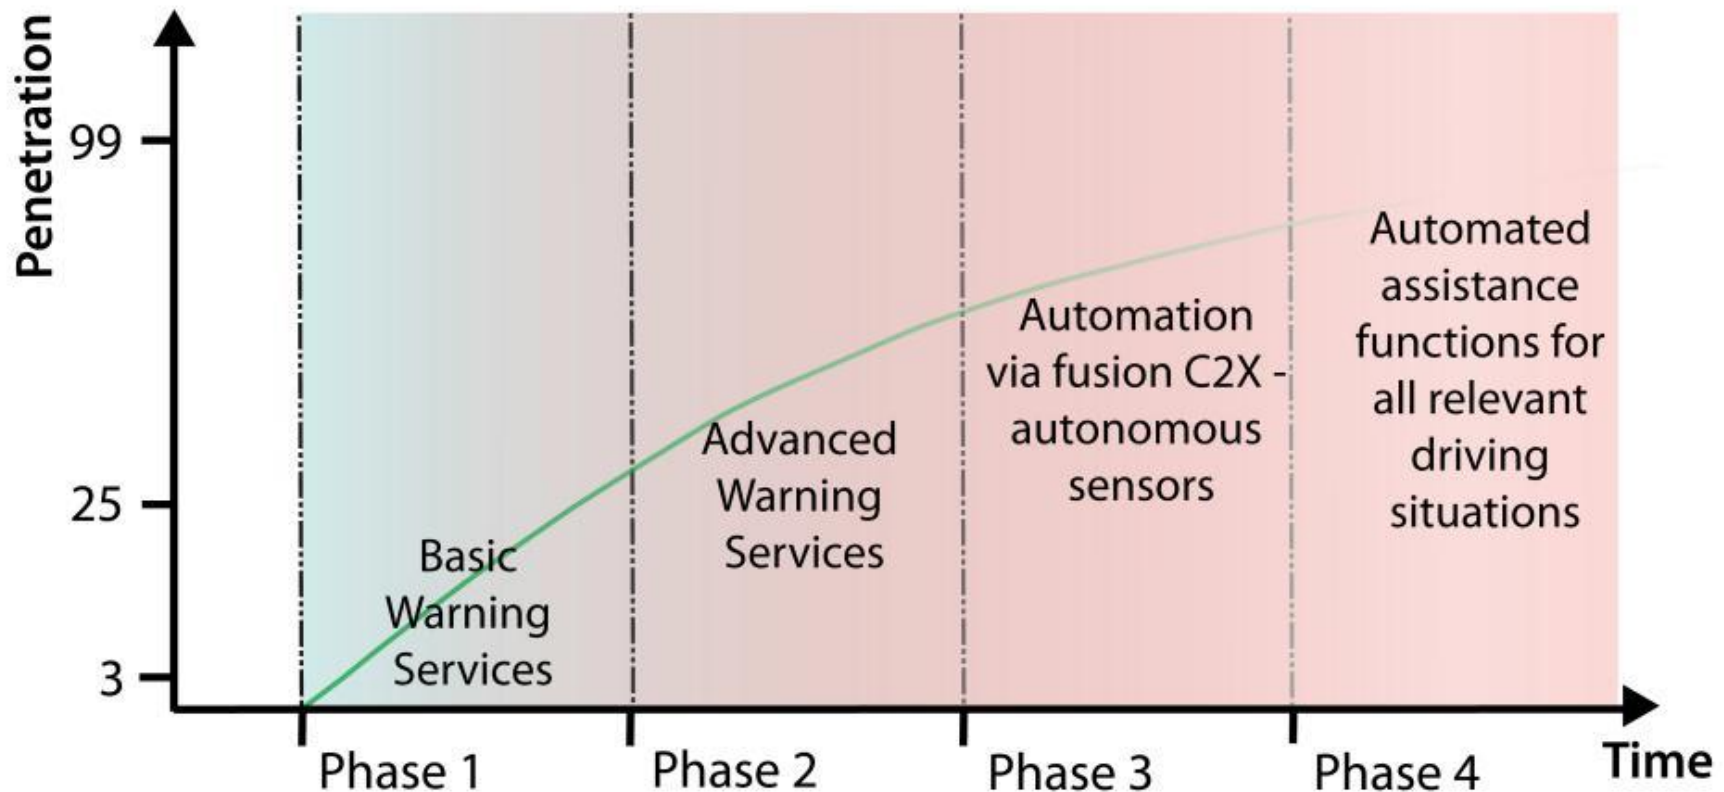 Penetration
99
25
3
Basic
Warning
Services
Advanced
Warning
Services
Automation
via fusion C2X -
autonomous
sensors
Automated
assistance
functions for
all relevant
driving
situations
Phase 1
Phase 2
Phase 3
Phase 4
Time